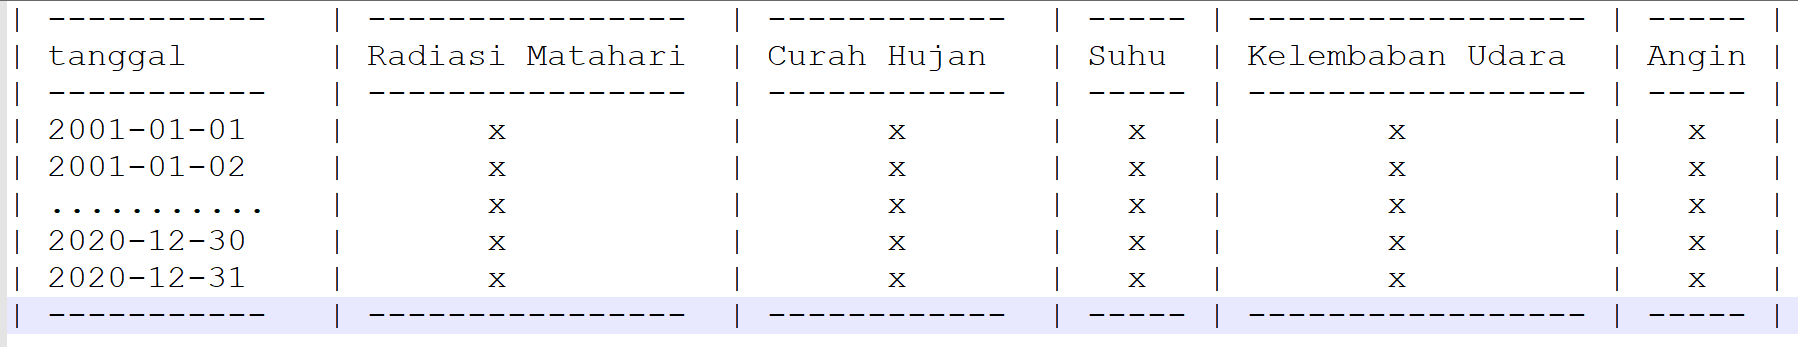 | ----------- | ---------------- | ------------ | ----- | ----------------- | ----- |
| tanggal | Radiasi Matahari | Curah Hujan | Suhu | Kelembaban Udara | Angin |
| ----------- | ---------------- | ------------ | ----- | ----------------- | ----- |
| 2001-01-01 | x | x | x | x | x |
| 2001-01-02 | x | x | x | x | x |
| ........... | x | x | x | x | x |
| 2020-12-30 | x | x | x | x | x |
| 2020-12-31 | x | x | x | x | x |
| ----------- | ---------------- | ------------ | ----- | ----------------- | ----- |